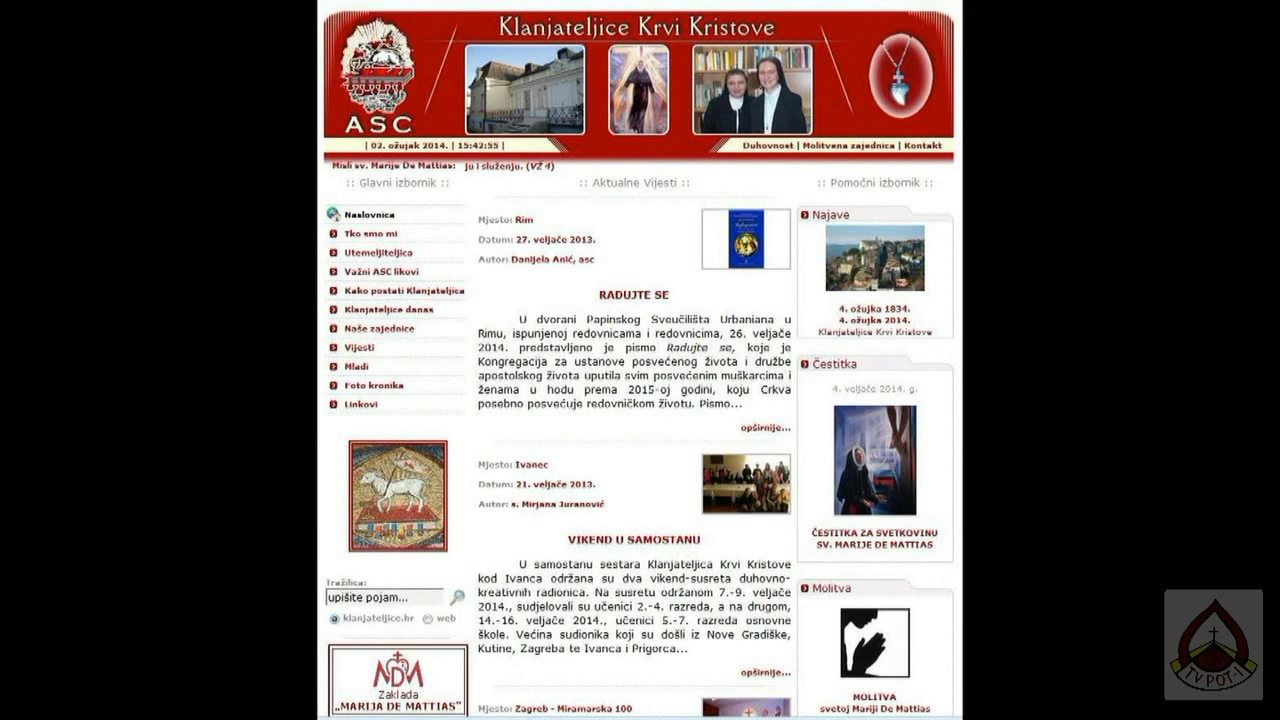 Klanjateljice Krvi Kristove
ASC
| 02. ožujak 2014. | 15:42:55 |
Duhovnost | Molitvena zajednica | Kontakt
Misli sv. Marije De Mattias: ju i služenju. (VŽ 4)
:: Glavni izbornik ::
Naslovnica
Tko smo mi
Utemeljiteljica
Važni ASC likovi
Kako postati Klanjateljica
Klanjateljice danas
Naše zajednice
Vijesti
Mladi
Foto kronika
Linkovi
Tražilica:
upišite pojam...
klanjateljice.hr web
Zaklada
„MARIJA DE MATTIAS”
:: Aktualne Vijesti ::
Mjesto: Rim
Datum: 27. veljače 2013.
Autor: Danijela Anić, asc
RADUJTE SE
U dvorani Papinskog Sveučilišta Urbaniana u
Rimu, ispunjenoj redovnicama i redovnicima, 26. veljače
2014. predstavljeno je pismo Radujte se, koje je
Kongregacija za ustanove posvećenog života i družbe
apostolskog života uputila svim posvećenim muškarcima i
ženama u hodu prema 2015-oj godini, koju Crkva
posebno posvećuje redovničkom životu. Pismo...
opširnije...
Mjesto: Ivanec
Datum: 21. veljače 2013.
Autor: s. Mirjana Juranović
VIKEND U SAMOSTANU
U samostanu sestara Klanjateljica Krvi Kristove
kod Ivanca održana su dva vikend-susreta duhovno-
kreativnih radionica. Na susretu održanom 7.-9. veljače
2014., sudjelovali su učenici 2.-4. razreda, a na drugom,
14.-16. veljače 2014., učenici 5.-7. razreda osnovne
škole. Većina sudionika koji su došli iz Nove Gradiške,
Kutine, Zagreba te Ivanca i Prigorca...
opširnije...
Mjesto: Zagreb - Miramarska 100
:: Pomoćni izbornik ::
Najave
4. ožujka 1834.
4. ožujka 2014.
Klanjateljice Krvi Kristove
Čestitka
4. veljače 2014. g.
ČESTITKA ZA SVETKOVINU
SV. MARIJE DE MATTIAS
Molitva
MOLITVA
svetoj Mariji De Mattias
TV POT-1